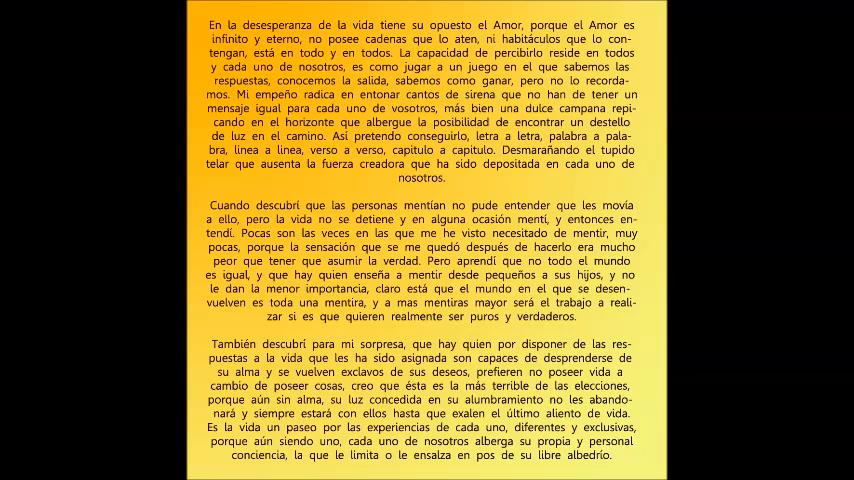 En la desesperanza de la vida tiene su opuesto el Amor, porque el Amor es
infinito y eterno, no posee cadenas que lo aten, ni habitáculos que lo con-
tengan, está en todo y en todos. La capacidad de percibirlo reside en todos
y cada uno de nosotros, es como jugar a un juego en el que sabemos las
respuestas, conocemos la salida, sabemos como ganar, pero no lo recorda-
mos. Mi empeño radica en entonar cantos de sirena que no han de tener un
mensaje igual para cada uno de vosotros, más bien una dulce campana repi-
cando en el horizonte que albergue la posibilidad de encontrar un destello
de luz en el camino. Así pretendo conseguirlo, letra a letra, palabra a pala-
bra, linea a linea, verso a verso, capitulo a capitulo. Desmarañando el tupido
telar que ausenta la fuerza creadora que ha sido depositada en cada uno de
nosotros.
Cuando descubrí que las personas mentían no pude entender que les movía
a ello, pero la vida no se detiene y en alguna ocasión mentí, y entonces en-
tendí. Pocas son las veces en las que me he visto necesitado de mentir, muy
pocas, porque la sensación que se me quedó después de hacerlo era mucho
peor que tener que asumir la verdad. Pero aprendí que no todo el mundo
es igual, y que hay quien enseña a mentir desde pequeños a sus hijos, y no
le dan la menor importancia, claro está que el mundo en el que se desen-
vuelven es toda una mentira, y a mas mentiras mayor será el trabajo a reali-
zar si es que quieren realmente ser puros y verdaderos.
También descubrí para mi sorpresa, que hay quien por disponer de las res-
puestas a la vida que les ha sido asignada son capaces de desprenderse de
su alma y se vuelven exclavos de sus deseos, prefieren no poseer vida a
cambio de poseer cosas, creo que ésta es la más terrible de las elecciones,
porque aún sin alma, su luz concedida en su alumbramiento no les abando-
nará y siempre estará con ellos hasta que exalen el último aliento de vida.
Es la vida un paseo por las experiencias de cada uno, diferentes y exclusivas,
porque aún siendo uno, cada uno de nosotros alberga su propia y personal
conciencia, la que le limita o le ensalza en pos de su libre albedrío.